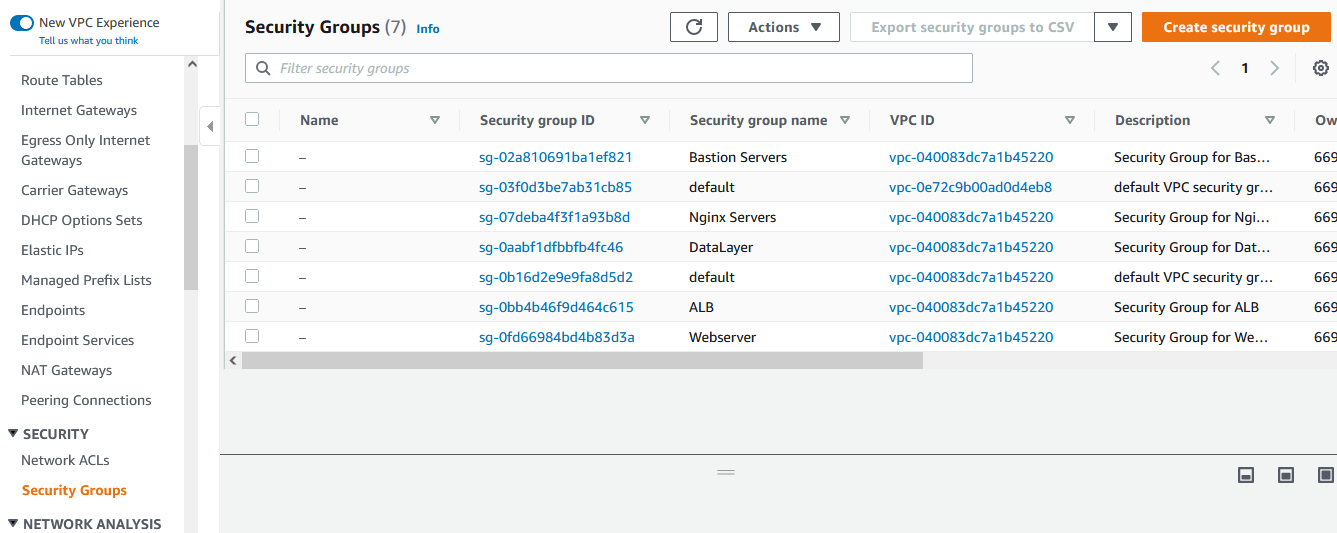 New VPC Experience
Tell us what you think
Route Tables
Internet Gateways
Egress Only Internet
Gateways
Carrier Gateways
DHCP Options Sets
Elastic IPs
Managed Prefix Lists
Endpoints
Endpoint Services
NAT Gateways
Peering Connections
SECURITY
Network ACLs
Security Groups
NETWORK ANALYSIS
Security Groups (7) Info
Actions
Export security groups to CSV
Create security group
Filter security groups
1
Name Security group ID Security group name VPC ID Description Ow
– sg-02a810691ba1ef821 Bastion Servers vpc-040083dc7a1b45220 Security Group for Bas... 669
– sg-03f0d3be7ab31cb85 default vpc-0e72c9b00ad0d4eb8 default VPC security gr... 669
– sg-07deba4f3f1a93b8d Nginx Servers vpc-040083dc7a1b45220 Security Group for Ngi... 669
– sg-0aabf1dfbbfb4fc46 DataLayer vpc-040083dc7a1b45220 Security Group for Dat... 669
– sg-0b16d2e9e9fa8d5d2 default vpc-040083dc7a1b45220 default VPC security gr... 669
– sg-0bb4b46f9d464c615 ALB vpc-040083dc7a1b45220 Security Group for ALB 669
– sg-0fd66984bd4b83d3a Webserver vpc-040083dc7a1b45220 Security Group for We... 669